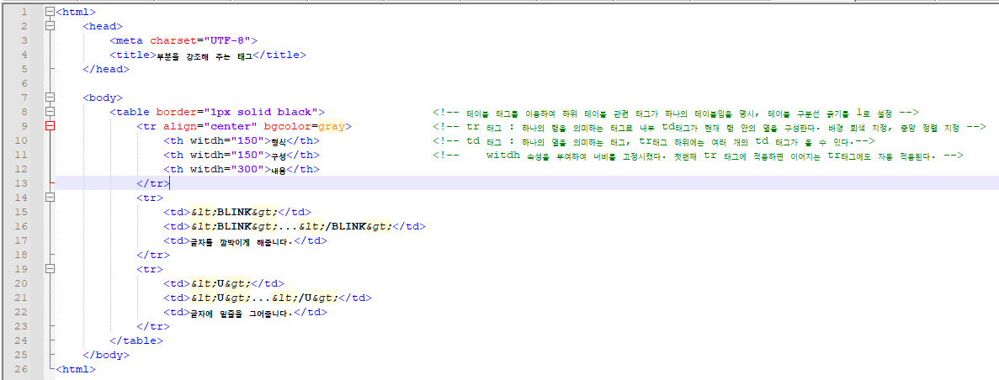 1 <html>
2 <head>
3 <meta charset="UTF-8">
4 <title>부분을 강조해 주는 태그</title>
5 </head>
6
7 <body>
8 <table border="1px solid black"> <!-- 테이블 태그를 이용하여 하위 테이블 관련 태그가 하나의 테이블임을 명시, 테이블 구분선 굵기를 1로 설정 -->
9 <tr align="center" bgcolor=gray> <!-- tr 태그 : 하나의 행을 의미하는 태그로 내부 td태그가 현재 행 안의 열을 구성한다. 배경 회색 지정, 중앙 정렬 지정 -->
10 <th witdh="150">형식</th> <!-- td 태그 : 하나의 열을 의미하는 태그, tr태그 하위에는 여러 개의 td 태그가 올 수 있다.-->
11 <th witdh="150">구성</th> <!-- witdh 속성을 부여하여 너비를 고정시켰다. 첫번째 tr 태그에 적용하면 이어지는 tr태그에도 자동 적용된다. -->
12 <th witdh="300">내용</th>
13 </tr>
14 <tr>
15 <td>&lt;BLINK&gt;</td>
16 <td>&lt;BLINK&gt;...&lt;/BLINK&gt;</td>
17 <td>글자를 깜박이게 해줍니다.</td>
18 </tr>
19 <tr>
20 <td>&lt;U&gt;</td>
21 <td>&lt;U&gt;...&lt;/U&gt;</td>
22 <td>글자에 밑줄을 그어줍니다.</td>
23 </tr>
24 </table>
25 </body>
26 <html>